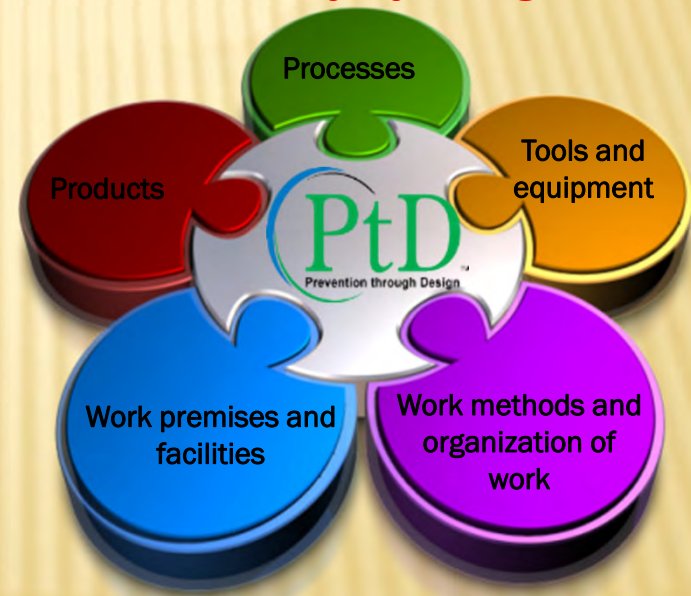 Processes
Products
Tools and
equipment
PtD
Prevention through Design
Work premises and
facilities
Work methods and
organization of
work